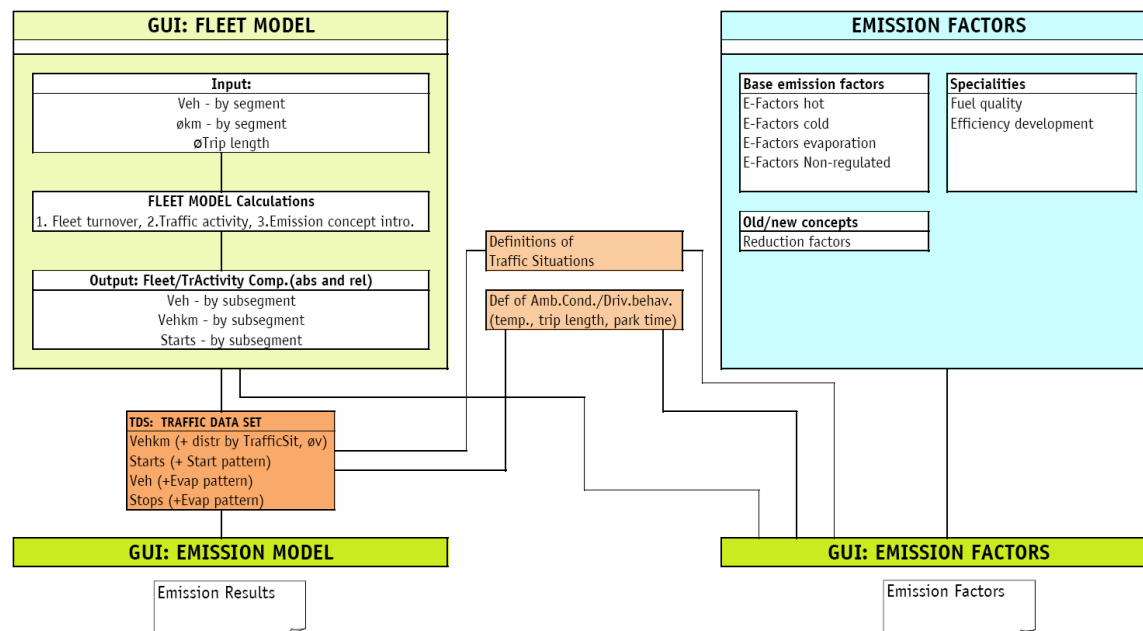 GUI: FLEET MODEL
Input:
Veh - by segment
økm - by segment
øTrip length
FLEET MODEL Calculations
1. Fleet turnover, 2.Traffic activity, 3.Emission concept intro.
Output: Fleet/TrActivity Comp.(abs and rel)
Veh - by subsegment
Vehkm - by subsegment
Starts - by subsegment
EMISSION FACTORS
Base emission factors
E-Factors hot
E-Factors cold
E-Factors evaporation
E-Factors Non-regulated
Specialities
Fuel quality
Efficiency development
Old/new concepts
Reduction factors
Definitions of
Traffic Situations
Def of Amb.Cond./Driv.behav.
(temp., trip length, park time)
TDS: TRAFFIC DATA SET
Vehkm (+ distr by TrafficSit, øv)
Starts (+ Start pattern)
Veh (+Evap pattern)
Stops (+Evap pattern)
GUI: EMISSION MODEL
GUI: EMISSION FACTORS
Emission Results
Emission Factors